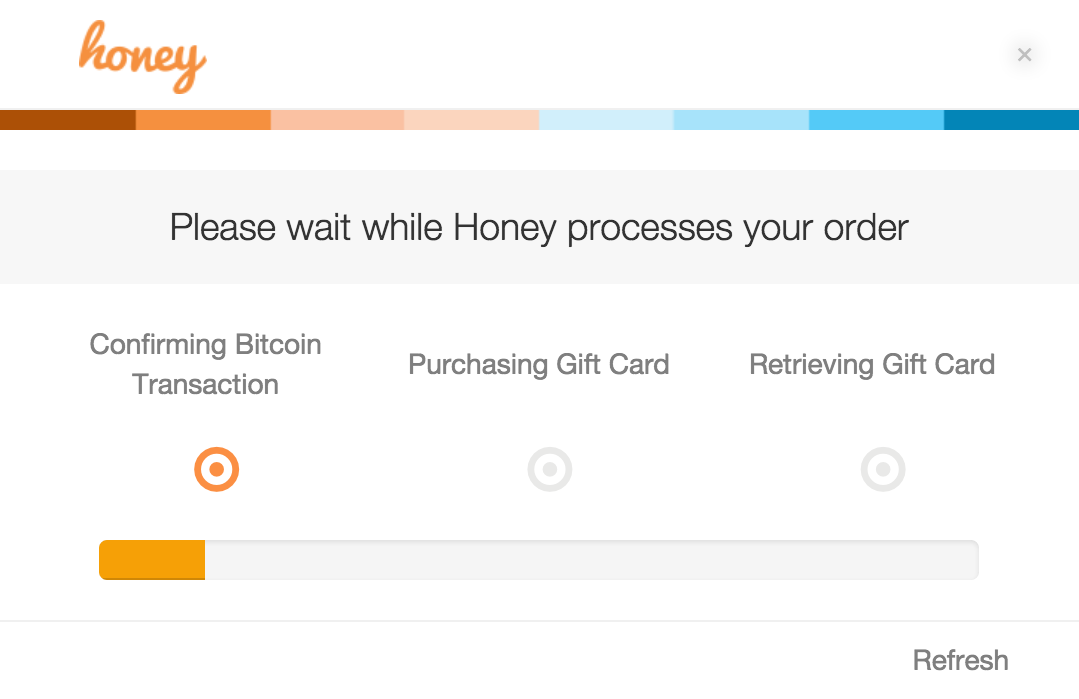 honey
×
Please wait while Honey processes your order
Confirming Bitcoin
Transaction
Purchasing Gift Card
Retrieving Gift Card
Refresh